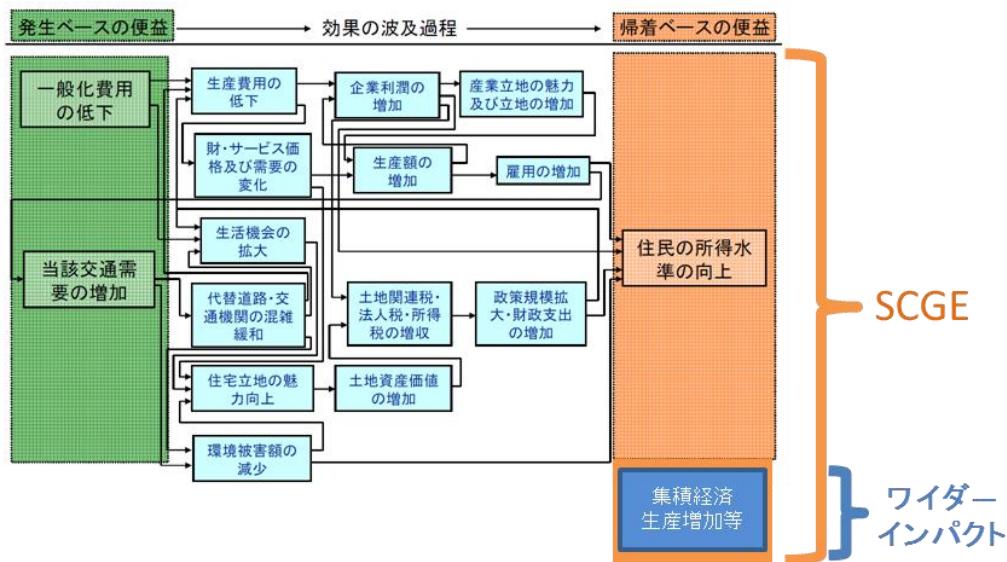 発生ベースの便益
効果の波及過程
帰着ベースの便益
一般化費用
の低下
生産費用の
低下
企業利潤の
増加
産業立地の魅力
及び立地の増加
財・サービス価
格及び需要の
変化
生産額の
増加
雇用の増加
生活機会の
拡大
住民の所得水
準の向上
当該交通需
要の増加
代替道路・交
通機関の混雑
緩和
土地関連税・
法人税・所得
税の増収
政策規模拡
大・財政支出
の増加
SCGE
住宅立地の魅
力向上
土地資産価値
の増加
環境被害額の
減少
集積経済
生産増加等
ワイダー
インパクト